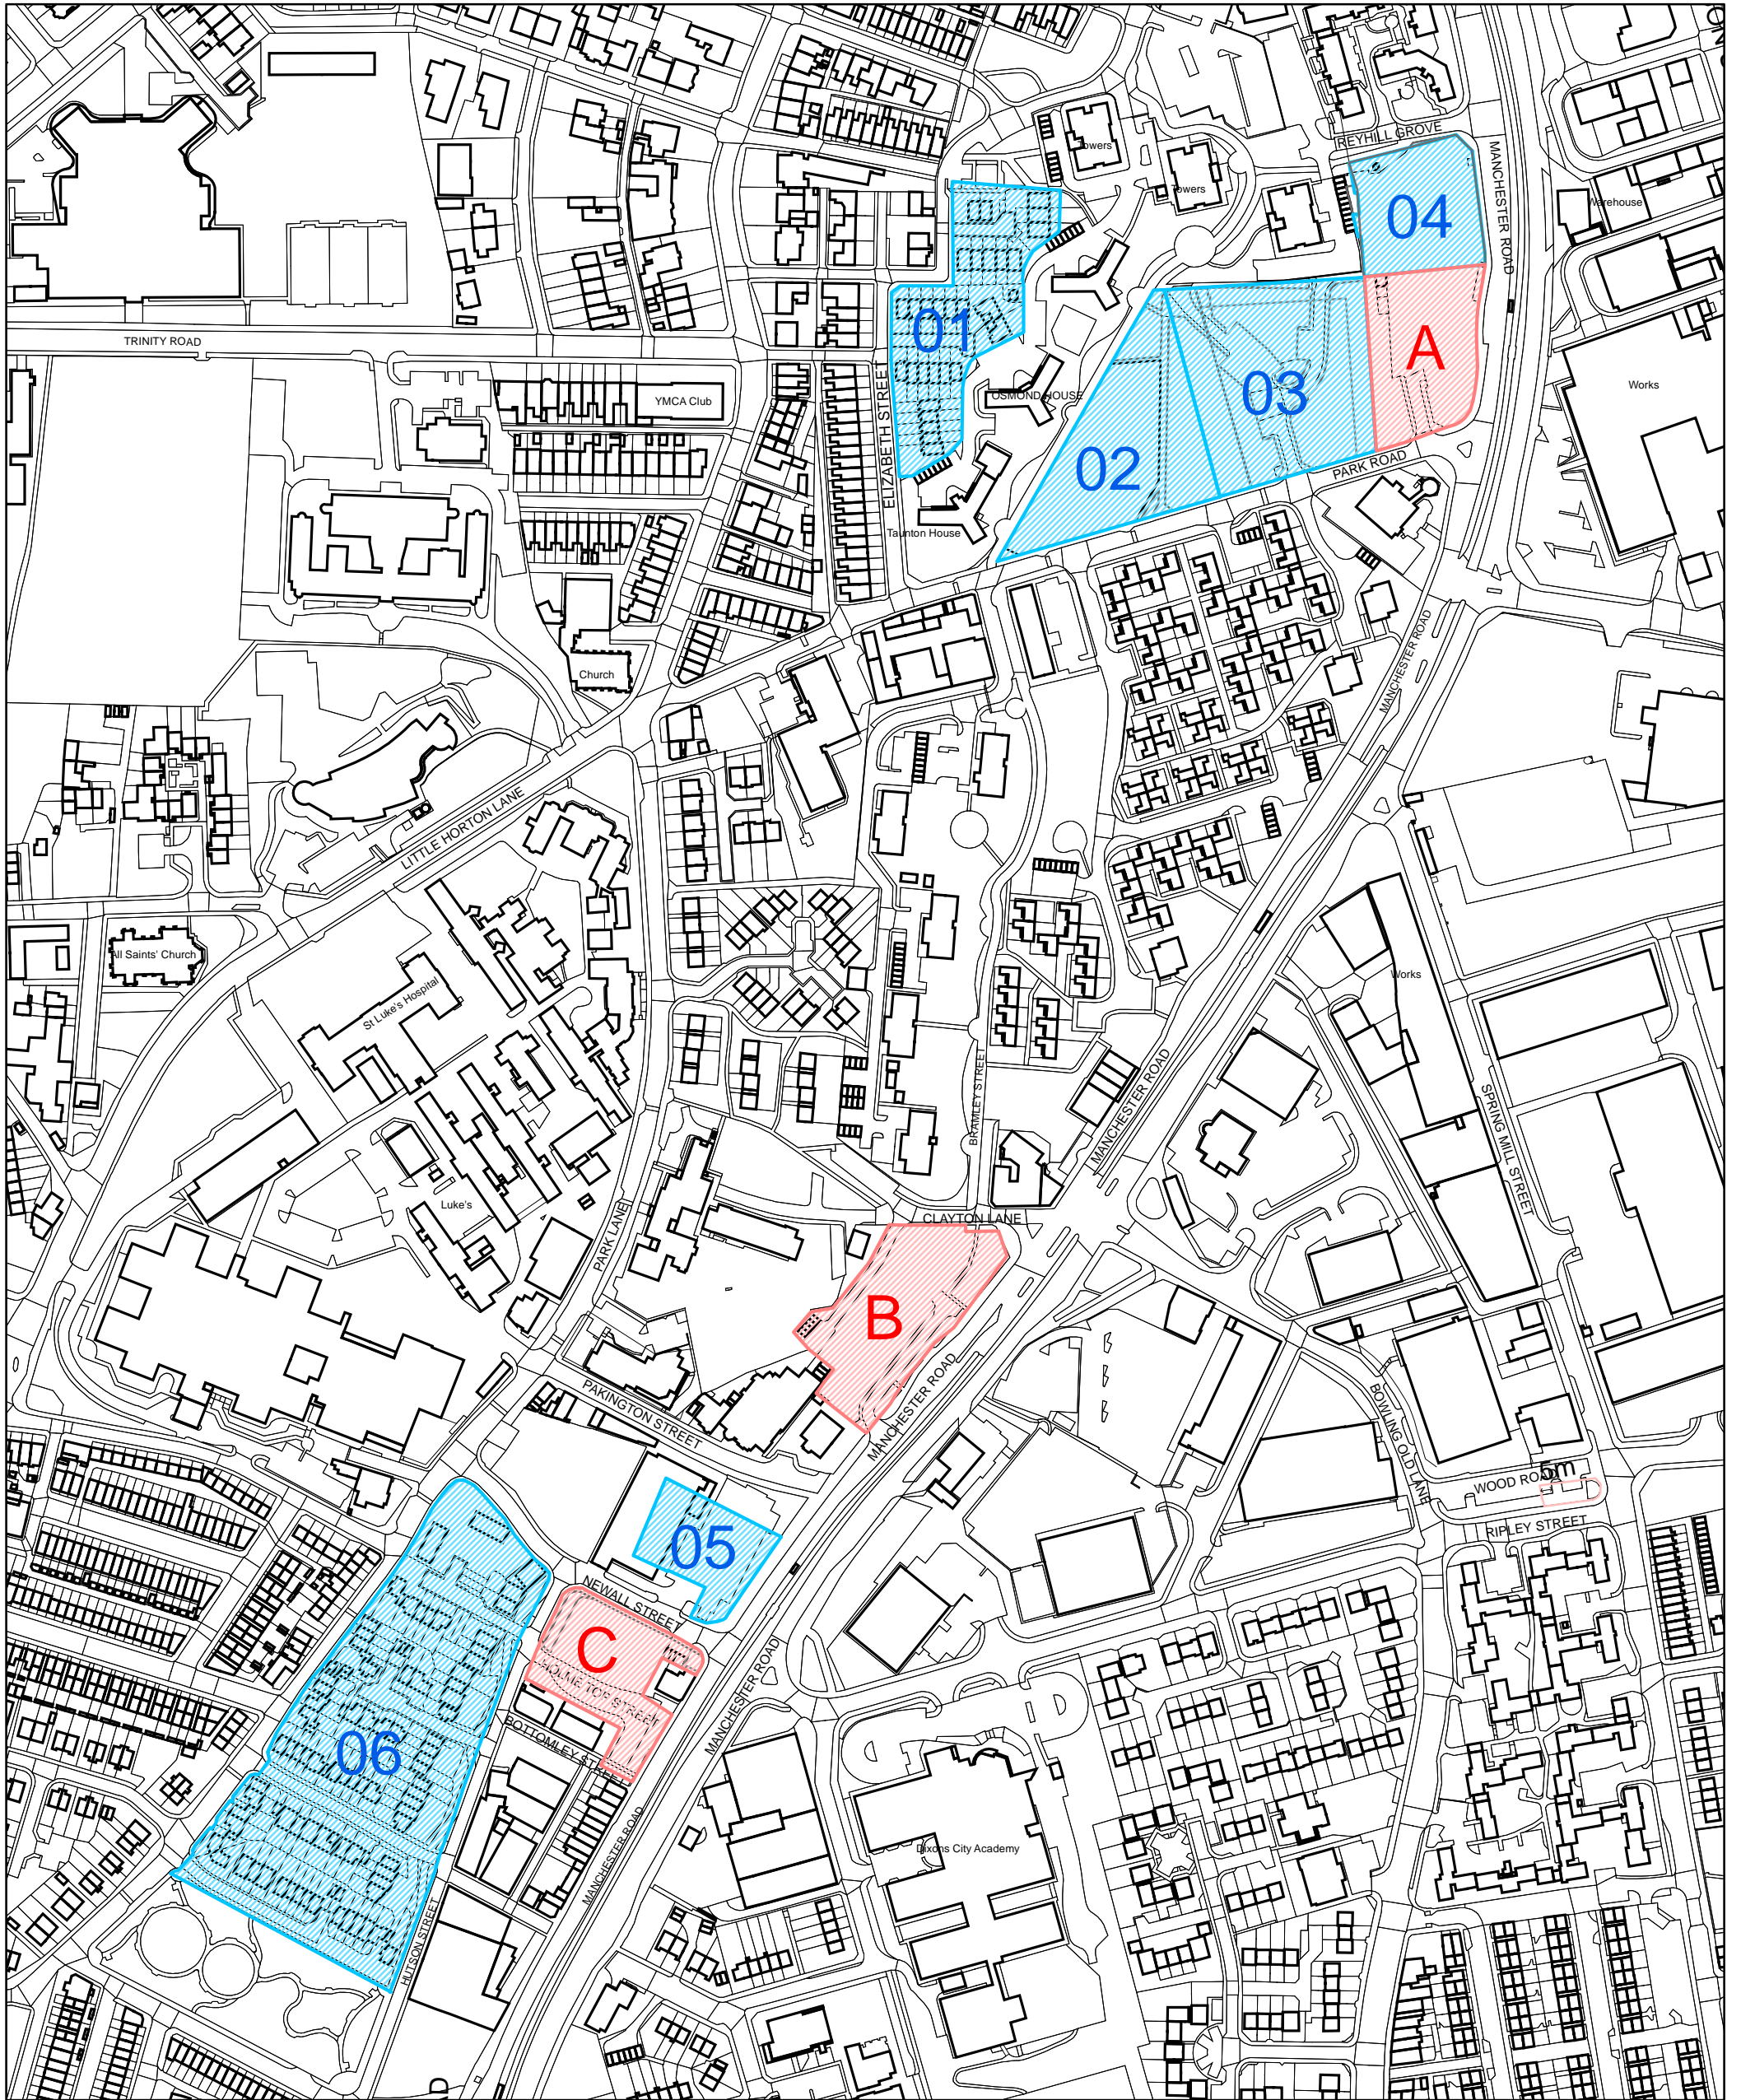 Towers
REYHILL GROVE
MANCHESTER ROAD
Towers
Warehouse
04
01
TRINITY ROAD
A
Works
03
OSMOND HOUSE
YMCA Club
ELIZABETH STREET
02
PARK ROAD
Taunton House
MANCHESTER ROAD
Church
LITTLE HORTON LANE
All Saints' Church
Works
St Luke's Hospital
BRAMLEY STREET
MANCHESTER ROAD
SPRING MILL STREET
Luke's
PARK LANE
CLAYTON LANE
B
MANCHESTER ROAD
PAKINGTON STREET
BOWLING OLD LANE
5m
WOOD ROAD
RIPLEY STREET
05
NEWALL STREET
C
HOLME TOP STREET
MANCHESTER ROAD
BOTTOMLEY STREET
06
MANCHESTER ROAD
Dixons City Academy
HUTSON STREET